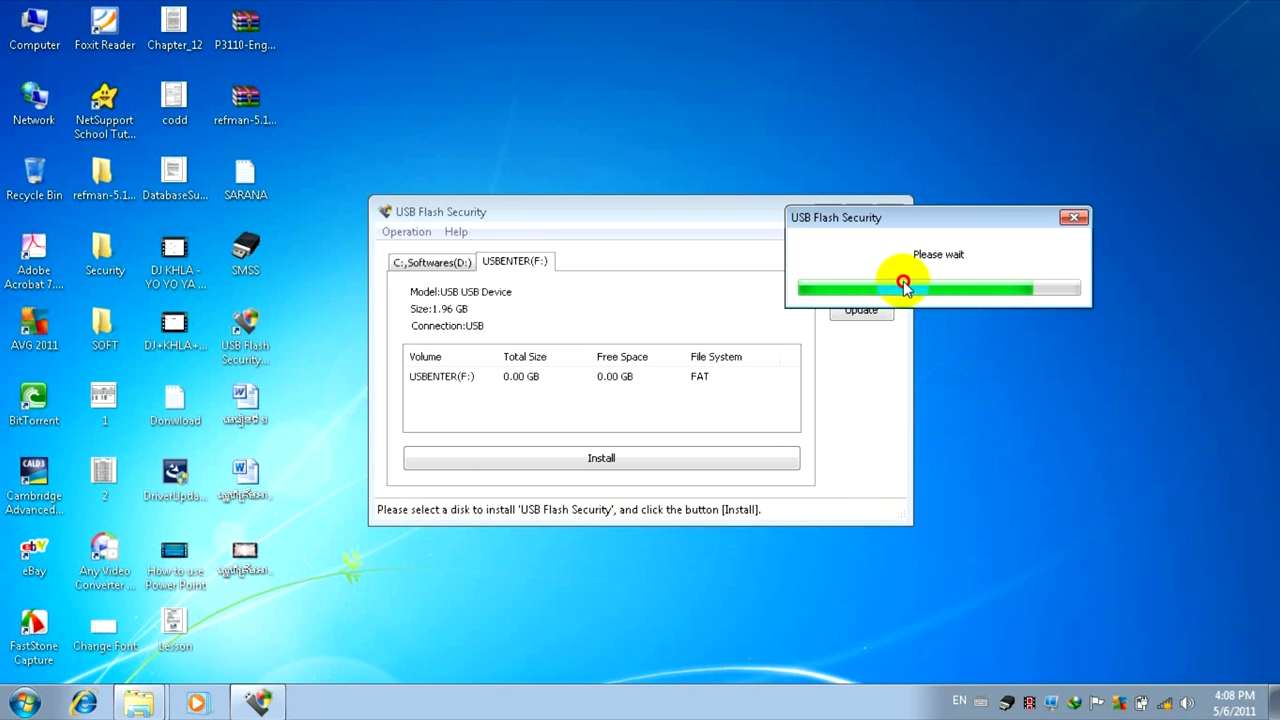 Computer
Foxit Reader
Chapter_12
P3110-Eng...
Network
NetSupport
School Tut...
codd
refman-5.1...
Recycle Bin
refman-5.1...
DatabaseSu...
SARANA
Adobe
Acrobat 7....
Security
DJ KHLA -
YO YO YA ...
SMSS
AVG 2011
SOFT
DJ+KHLA+...
USB Flash
Security...
BitTorrent
1
Donwload
Cambridge
Advanced...
2
DriverUpda...
eBay
Any Video
Converter ...
How to use
Power Point
FastStone
Capture
Change Font
Lesson
USB Flash Security
Operation Help
C:,Softwares(D:) USBENTER(F:)
Model:USB USB Device
Size:1.96 GB
Connection:USB
Volume Total Size Free Space File System
USBENTER(F:) 0.00 GB 0.00 GB FAT
Install
Update
Please select a disk to install 'USB Flash Security', and click the button [Install].
USB Flash Security
Please wait
EN
4:08 PM
5/6/2011